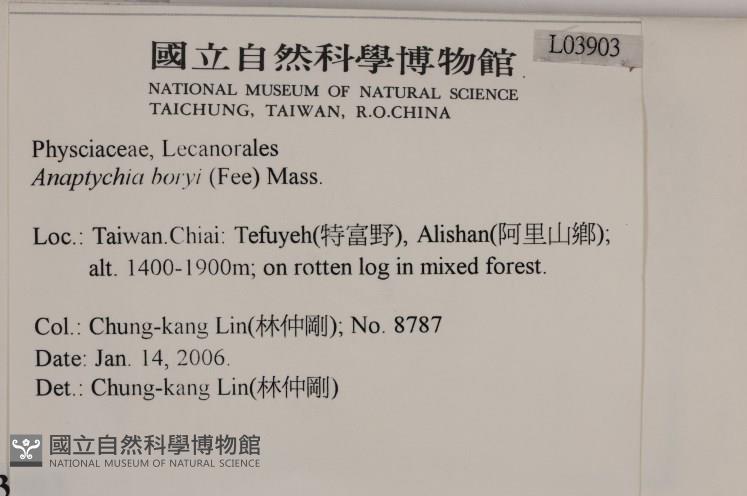 國立自然科學博物館
L03903
NATIONAL MUSEUM OF NATURAL SCIENCE
TAICHUNG, TAIWAN, R.O.CHINA
Physciaceae, Lecanorales
Anaptychia boryi (Fee) Mass.
Loc.: Taiwan.Chiai: Tefuyeh(特富野), Alishan(阿里山鄉);
alt. 1400-1900m; on rotten log in mixed forest.
Col.: Chung-kang Lin(林仲剛); No. 8787
Date: Jan. 14, 2006.
Det.: Chung-kang Lin(林仲剛)
國立自然科學博物館
NATIONAL MUSEUM OF NATURAL SCIENCE